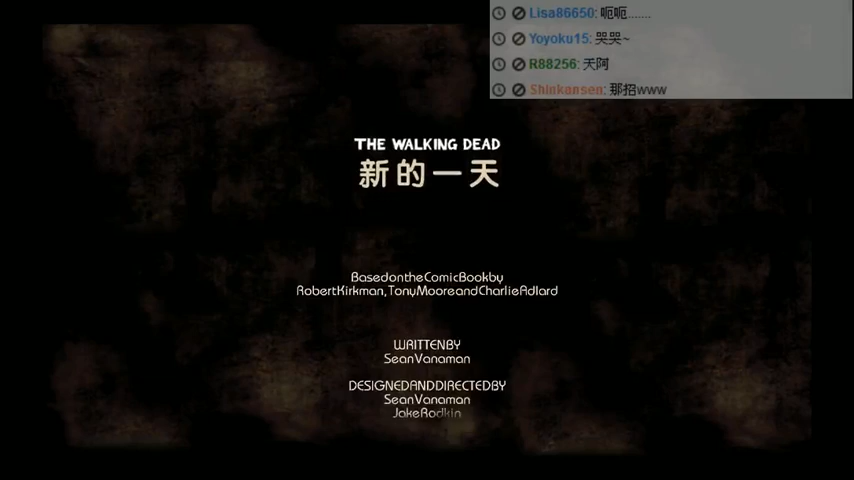 Lisa86650: 呃呃.......
Yoyoku15: 哭哭~
R88256: 天阿
Shinkansen: 那招www
THE WALKING DEAD
新的一天
BasedontheComicBookby
RobertKirkman,TonyMooreandCharlieAdlard
WRITTENBY
SeanVanaman
DESIGNEDANDDIRECTEDBY
SeanVanaman
JakeRodkin